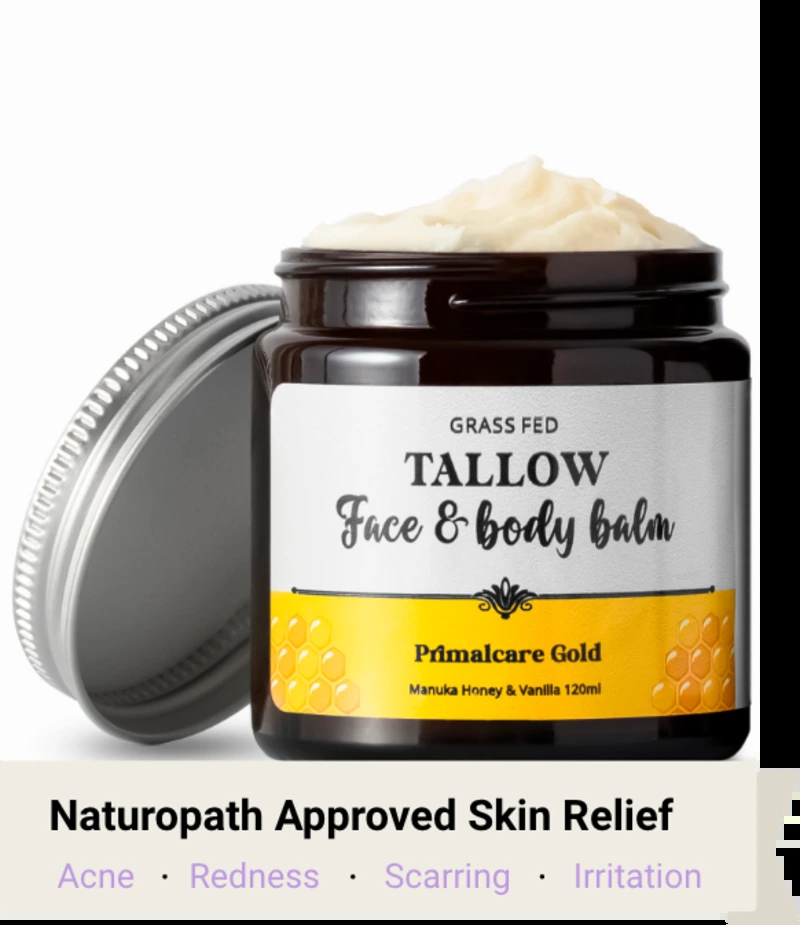 GRASS FED
TALLOW
Face & body balm
Primalcare Gold
Manuka Honey & Vanilla 120ml
Naturopath Approved Skin Relief
Acne · Redness · Scarring · Irritation